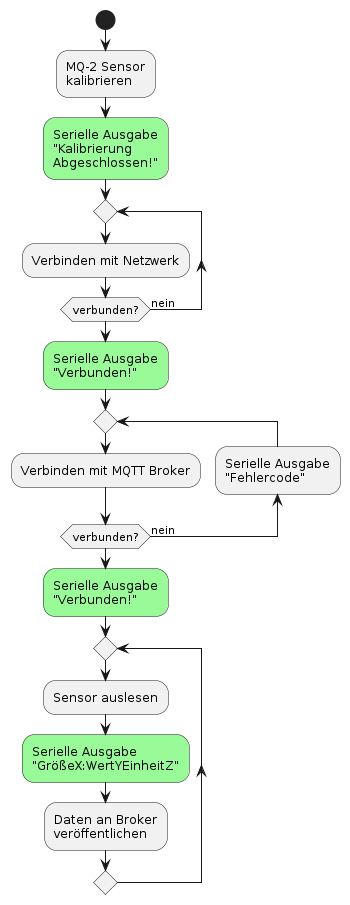 MQ-2 Sensor
kalibrieren
Serielle Ausgabe
"Kalibrierung
Abgeschlossen!"
Verbinden mit Netzwerk
verbunden?
nein
Serielle Ausgabe
"Verbunden!"
Verbinden mit MQTT Broker
Serielle Ausgabe
"Fehlercode"
verbunden?
nein
Serielle Ausgabe
"Verbunden!"
Sensor auslesen
Serielle Ausgabe
"GrößeX:WertYEinheitZ"
Daten an Broker
veröffentlichen